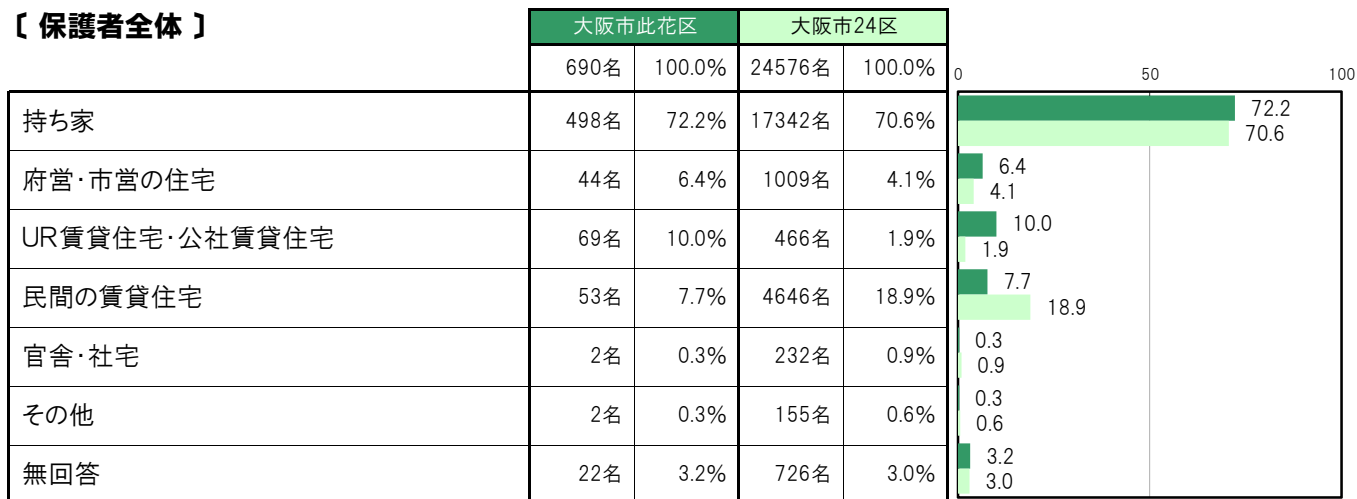 〔 保護者全体 〕
大阪市此花区 大阪市24区
690名 100.0% 24576名 100.0%
0 50 100
持ち家 498名 72.2% 17342名 70.6%
72.2
70.6
府営・市営の住宅 44名 6.4% 1009名 4.1%
6.4
4.1
UR賃貸住宅・公社賃貸住宅 69名 10.0% 466名 1.9%
10.0
1.9
民間の賃貸住宅 53名 7.7% 4646名 18.9%
7.7
18.9
官舎・社宅 2名 0.3% 232名 0.9%
0.3
0.9
その他 2名 0.3% 155名 0.6%
0.3
0.6
無回答 22名 3.2% 726名 3.0%
3.2
3.0